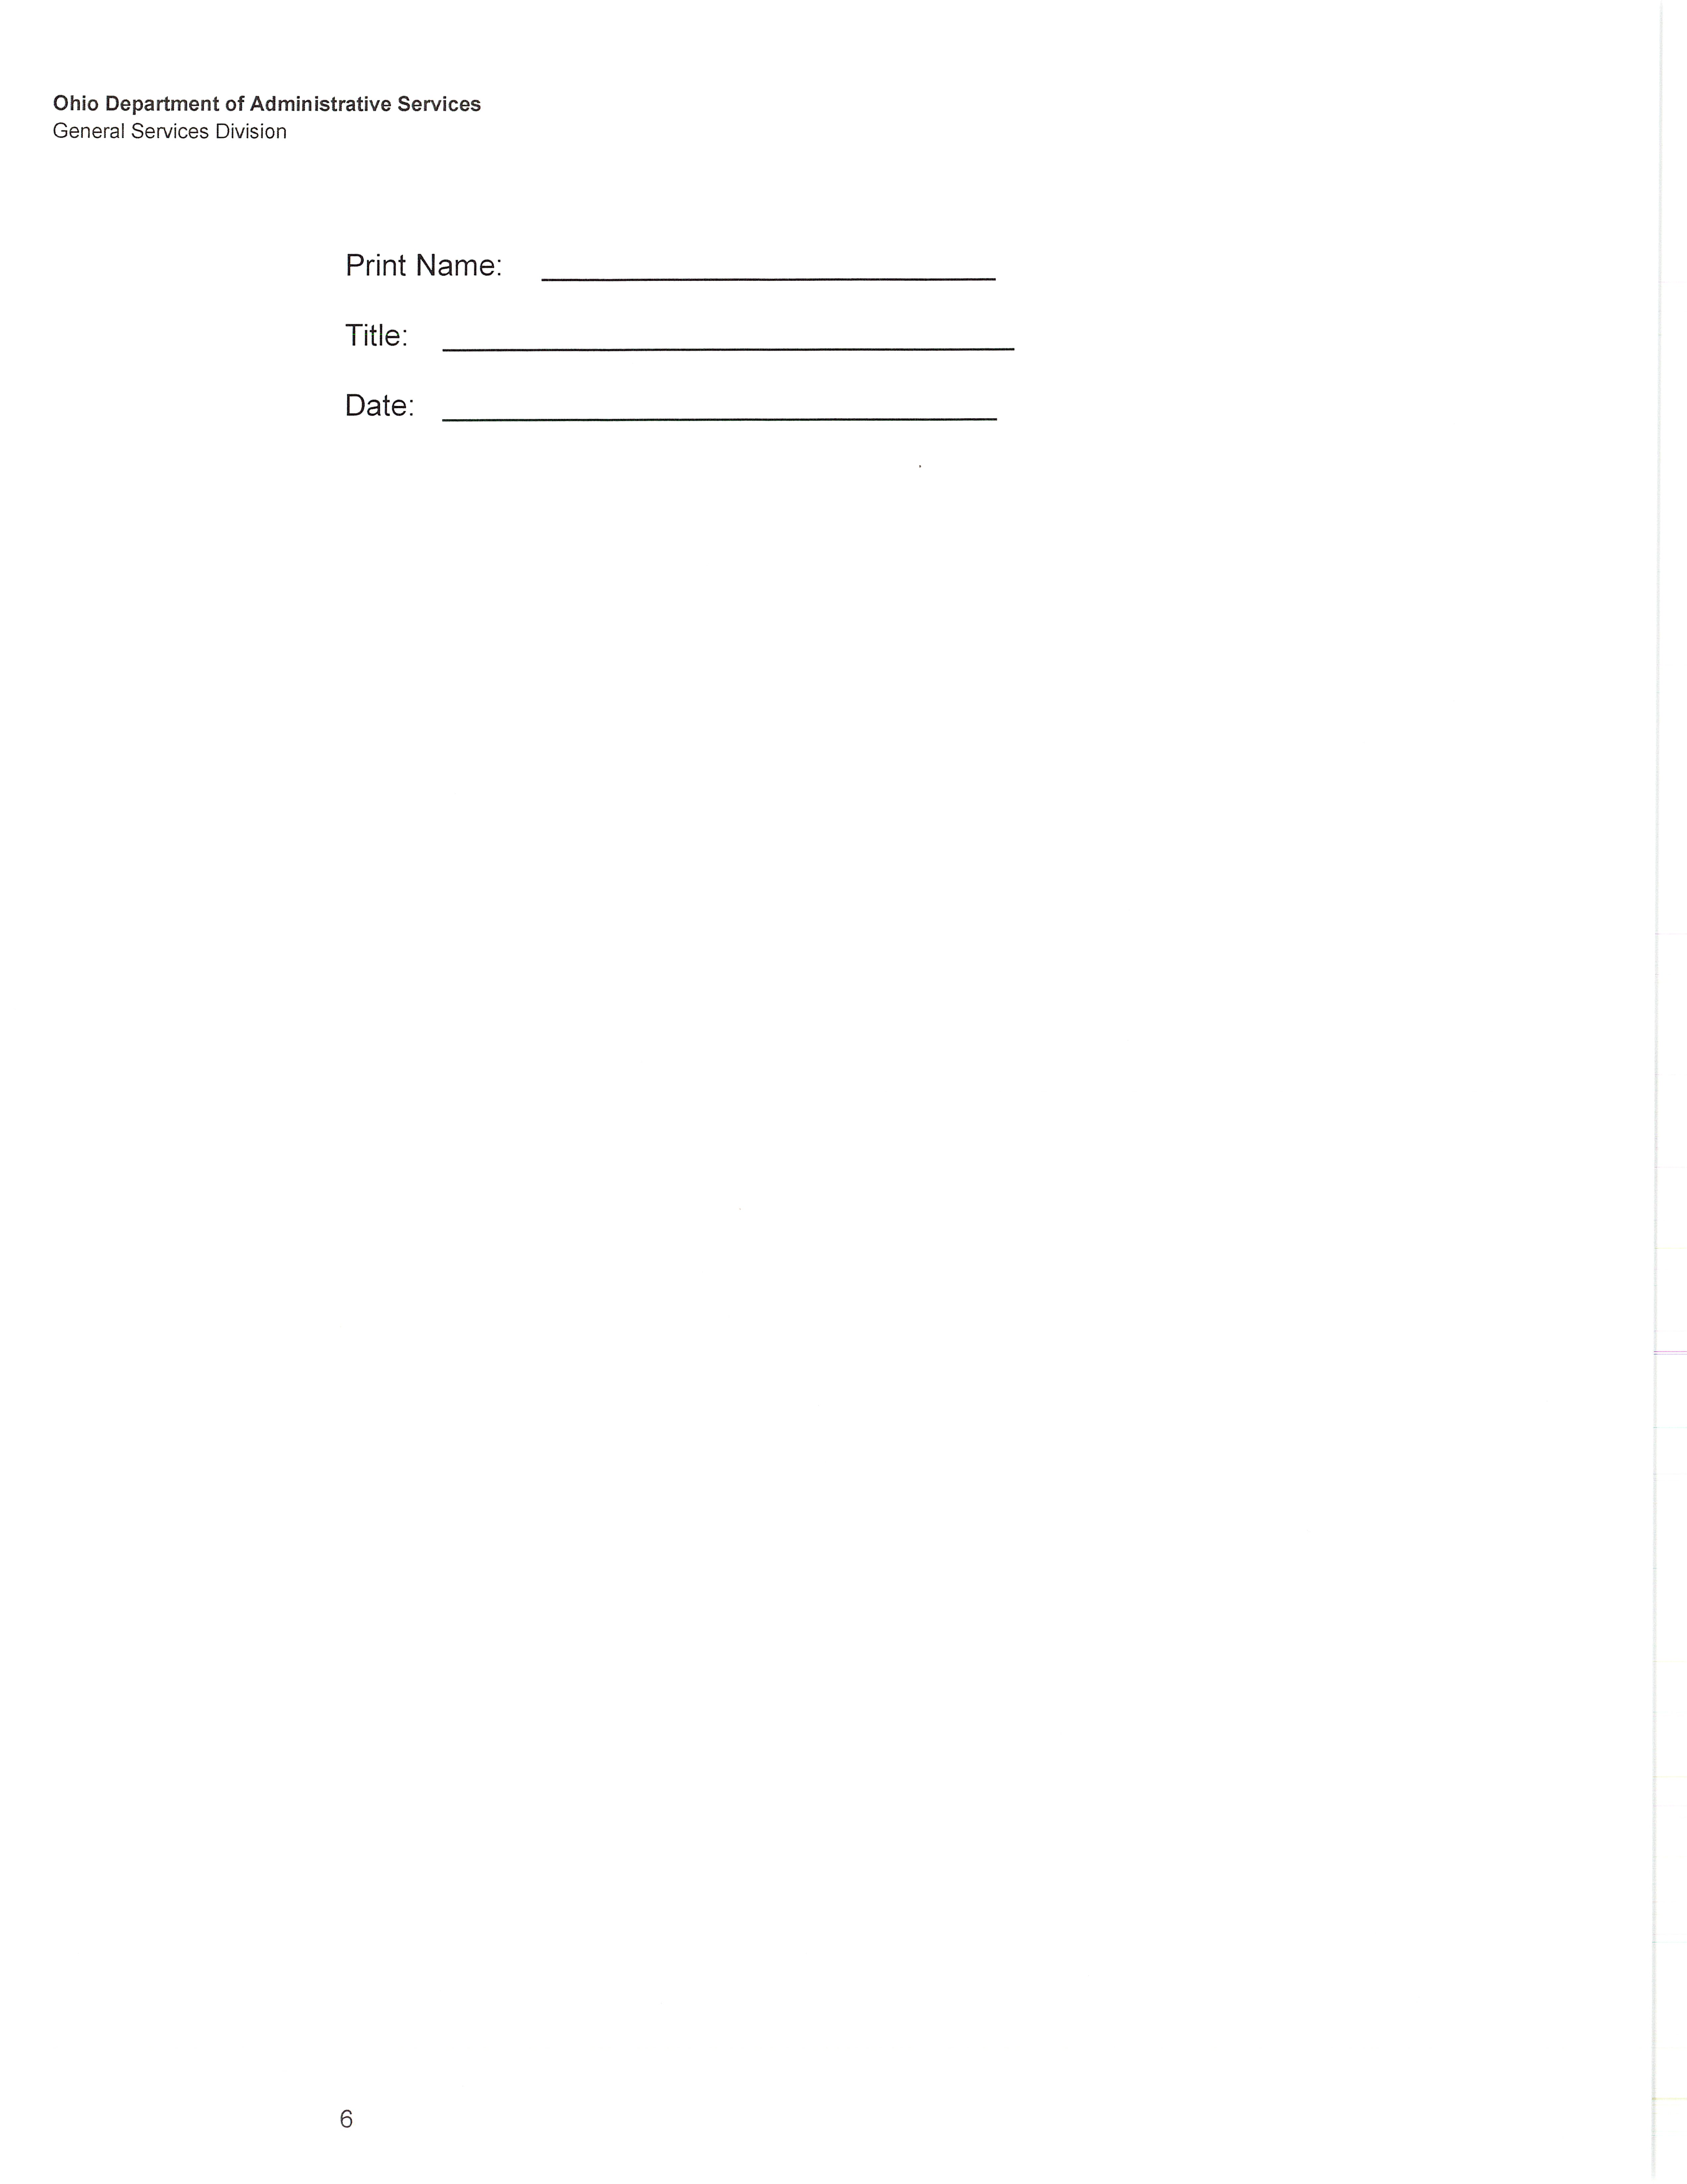 Ohio Department of Administrative Services
General Services Division
Print Name:
Title:
Date:
6